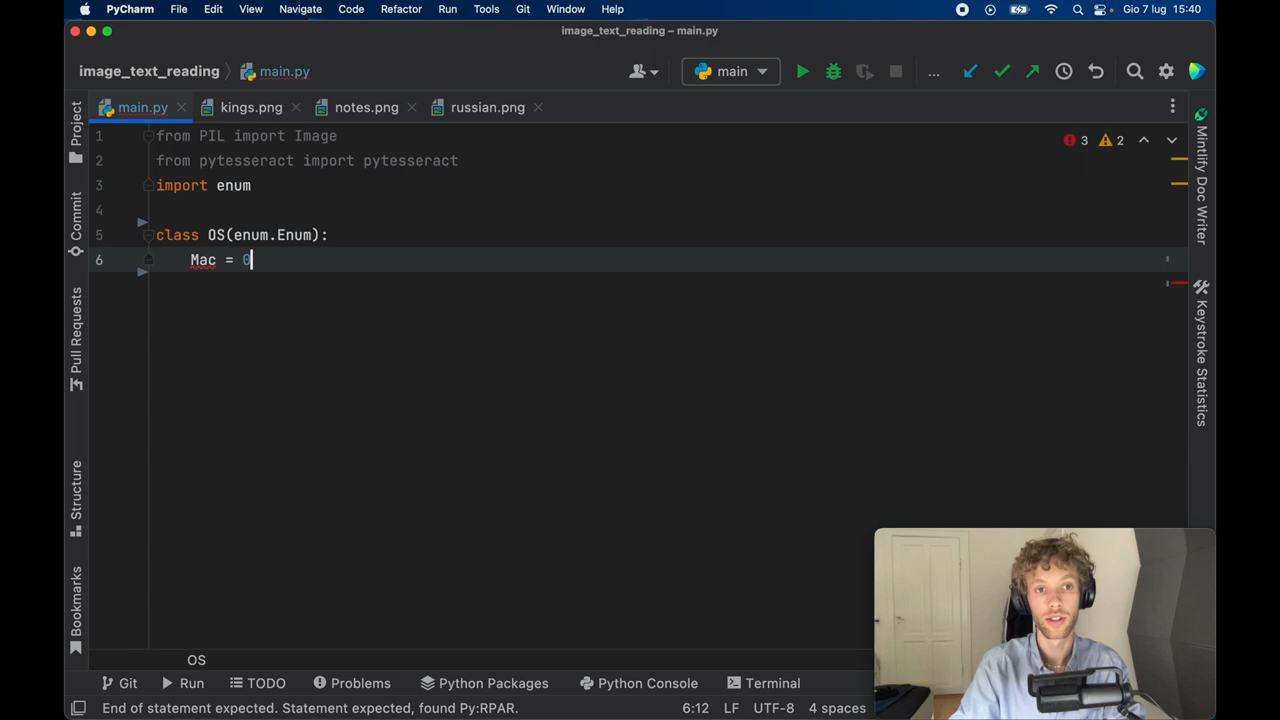 PyCharm File Edit View Navigate Code Refactor Run Tools Git Window Help Gio 7 lug 15:40
image_text_reading – main.py
image_text_reading main.py main ...
main.py kings.png notes.png russian.png
1 from PIL import Image 3 2
2 from pytesseract import pytesseract
3 import enum
4
5 class OS(enum.Enum):
6 Mac = 0
Project
Commit
Pull Requests
Structure
Bookmarks
Mintlify Doc Writer
Keystroke Statistics
OS
Git Run TODO Problems Python Packages Python Console Terminal
End of statement expected. Statement expected, found Py:RPAR. 6:12 LF UTF-8 4 spaces